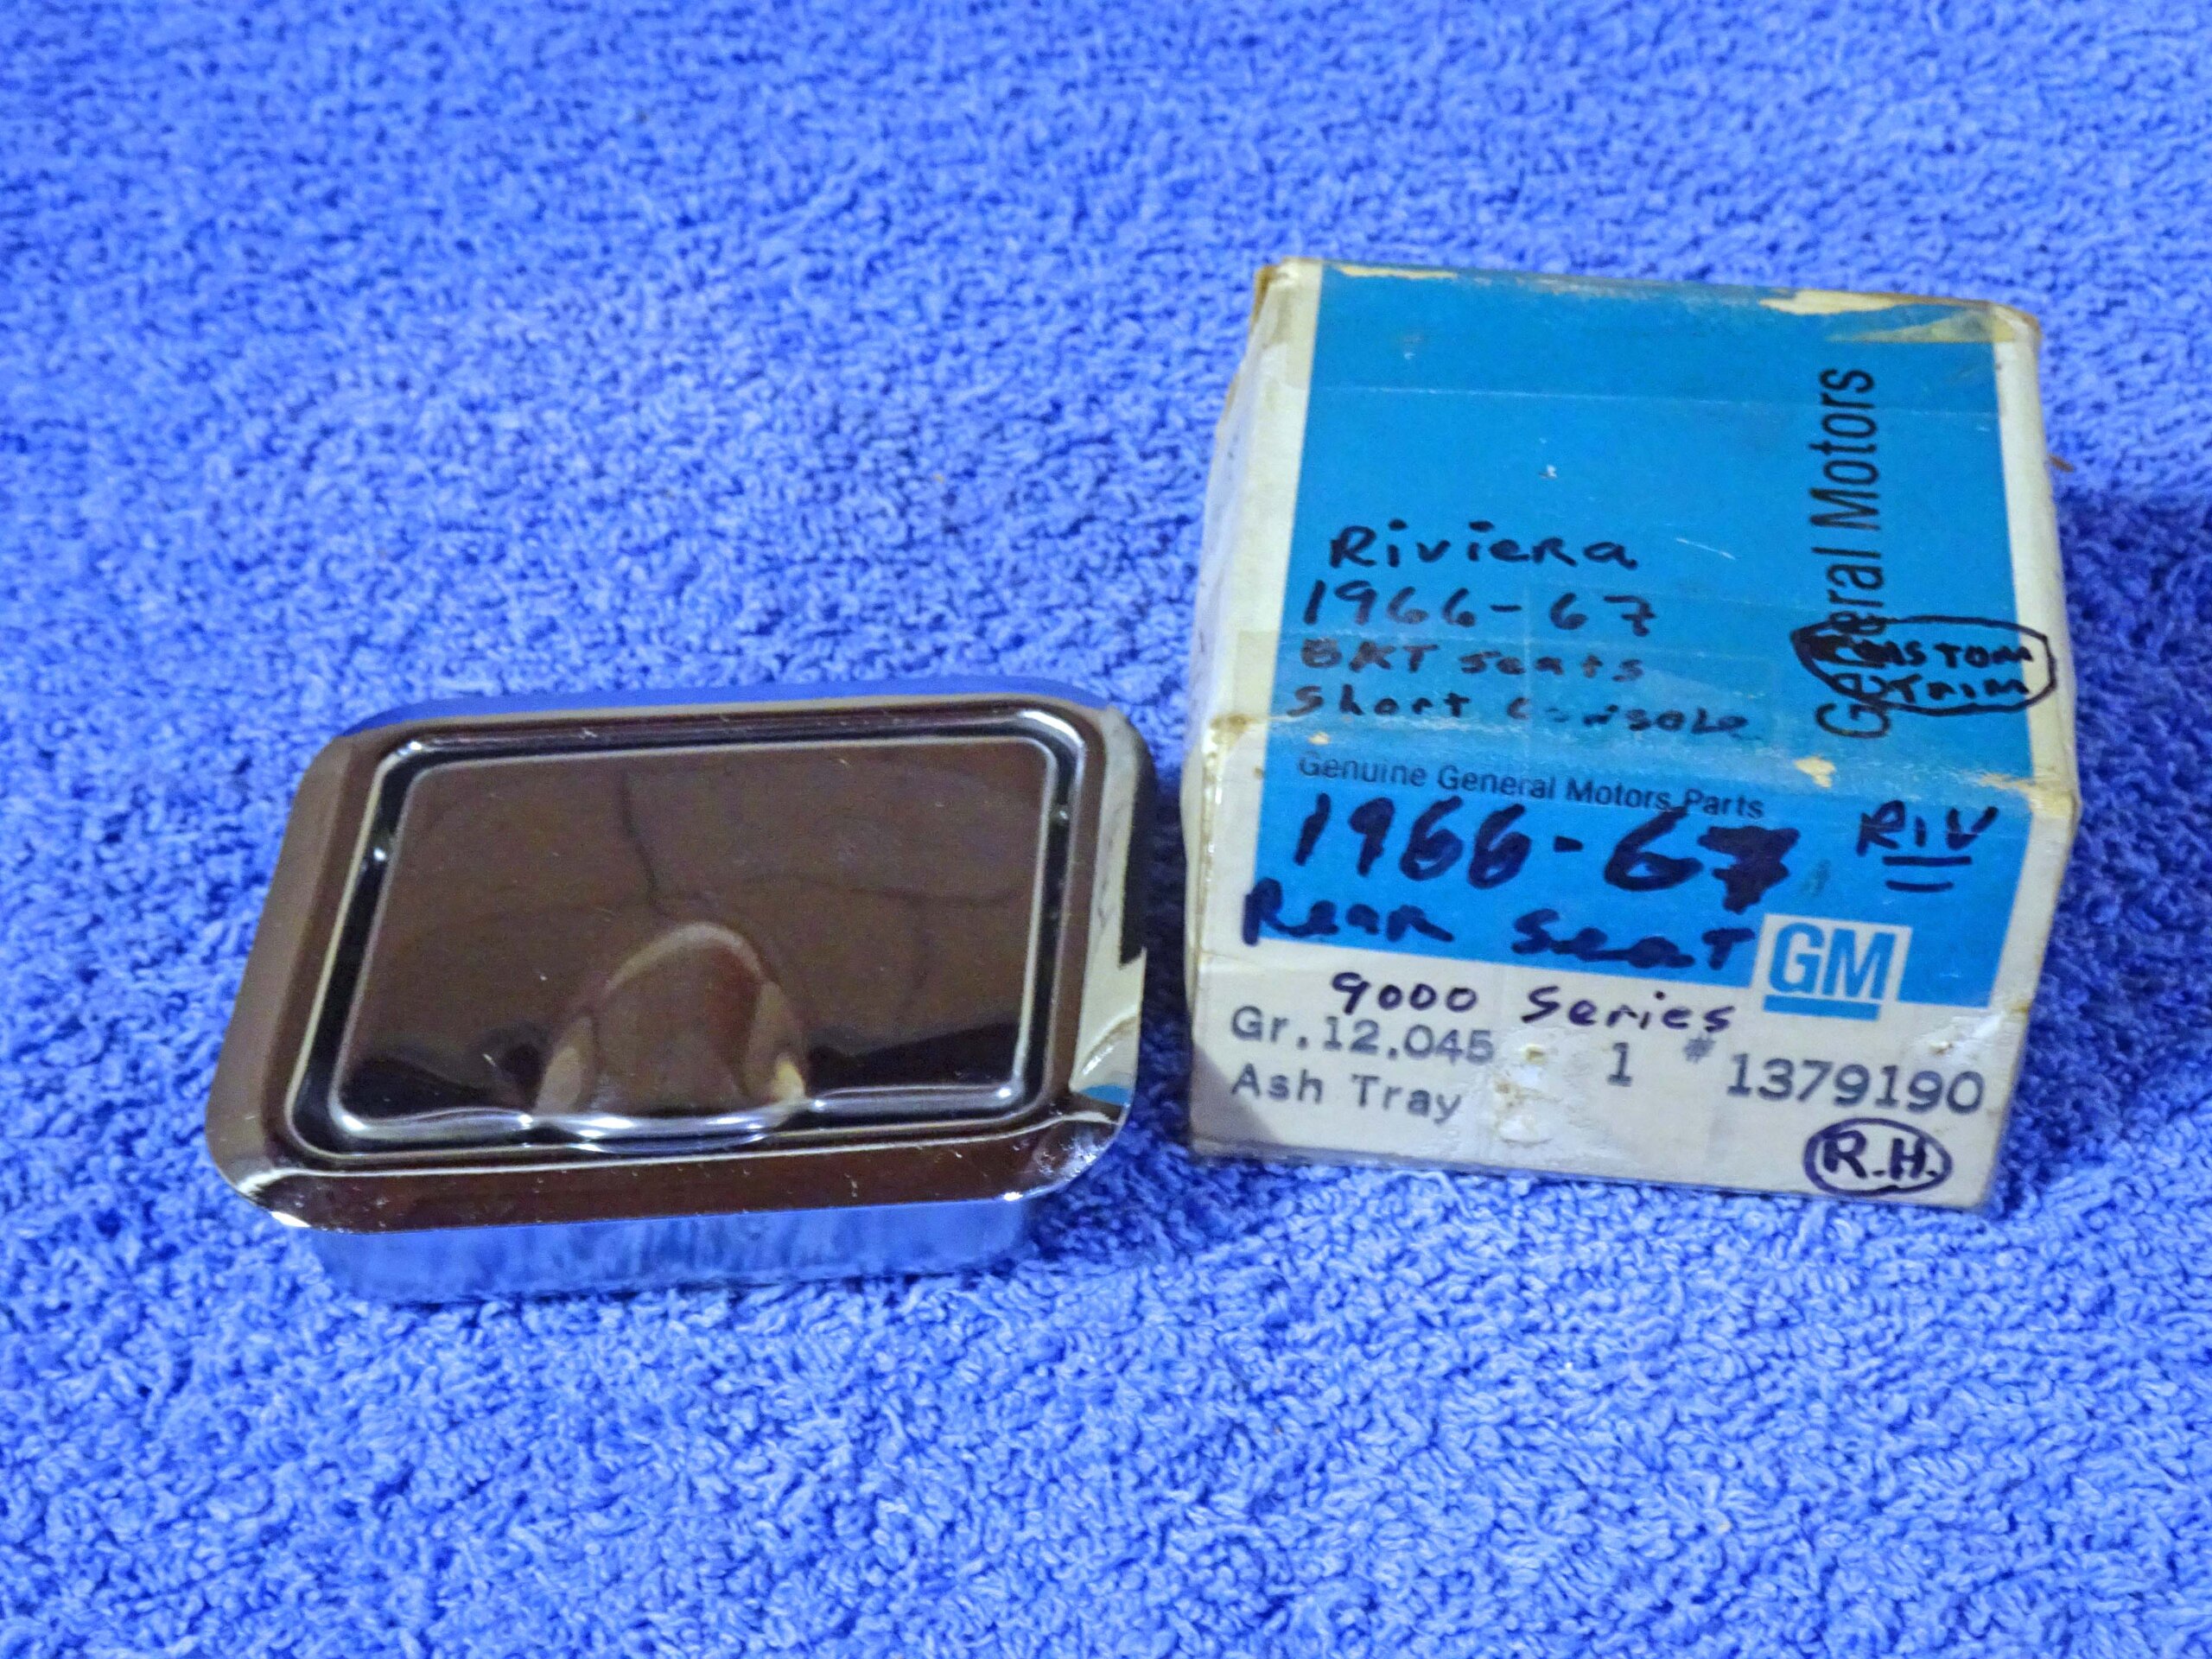 General Motors
Riviera
1966-67
BKT seats
short console
Custom
Trim
Genuine General Motors Parts
1966-67 RIV
Rear Seat
GM
9000 Series
Gr.12.045 1 #1379190
Ash Tray
R.H.